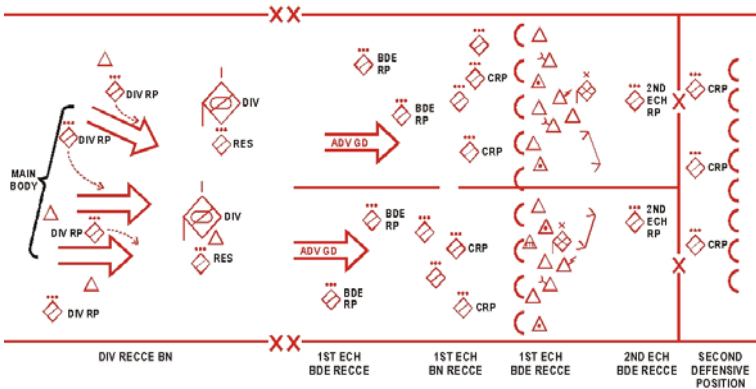 XX
XX
DIV RP
DIV
BDE
RP
CRP
2ND
ECH
RP
CRP
BDE
RP
DIV RP
RES
ADV GD
CRP
MAIN
BODY
CRP
DIV
BDE
RP
2ND
ECH
RP
DIV RP
CRP
CRP
ADV GD
RES
DIV RP
BDE
RP
CRP
XX
DIV RECCE BN
1ST ECH
BDE RECCE
1ST ECH
BN RECCE
1ST ECH
BDE RECCE
2ND ECH
BDE RECCE
SECOND
DEFENSIVE
POSITION